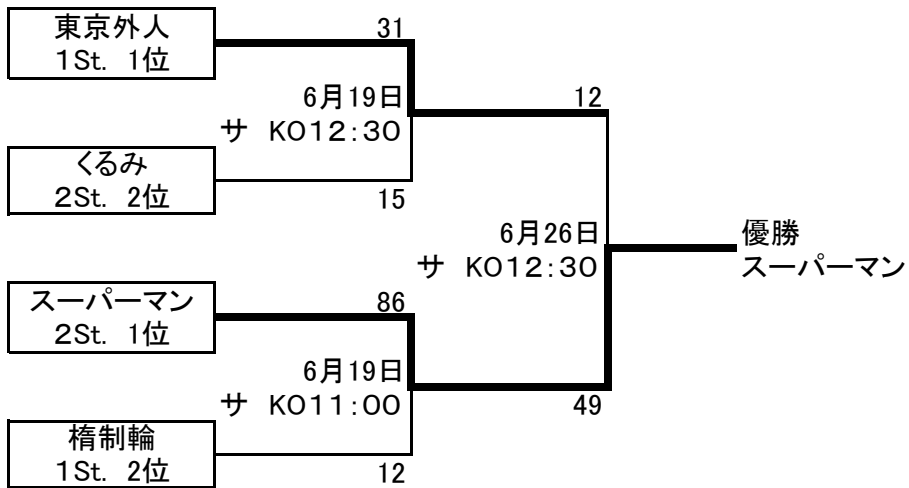 東京外人
1St. 1位
31
6月19日
サ KO12:30
12
くるみ
2St. 2位
15
6月26日
サ KO12:30
優勝
スーパーマン
スーパーマン
2St. 1位
86
6月19日
サ KO11:00
49
楕制輪
1St. 2位
12